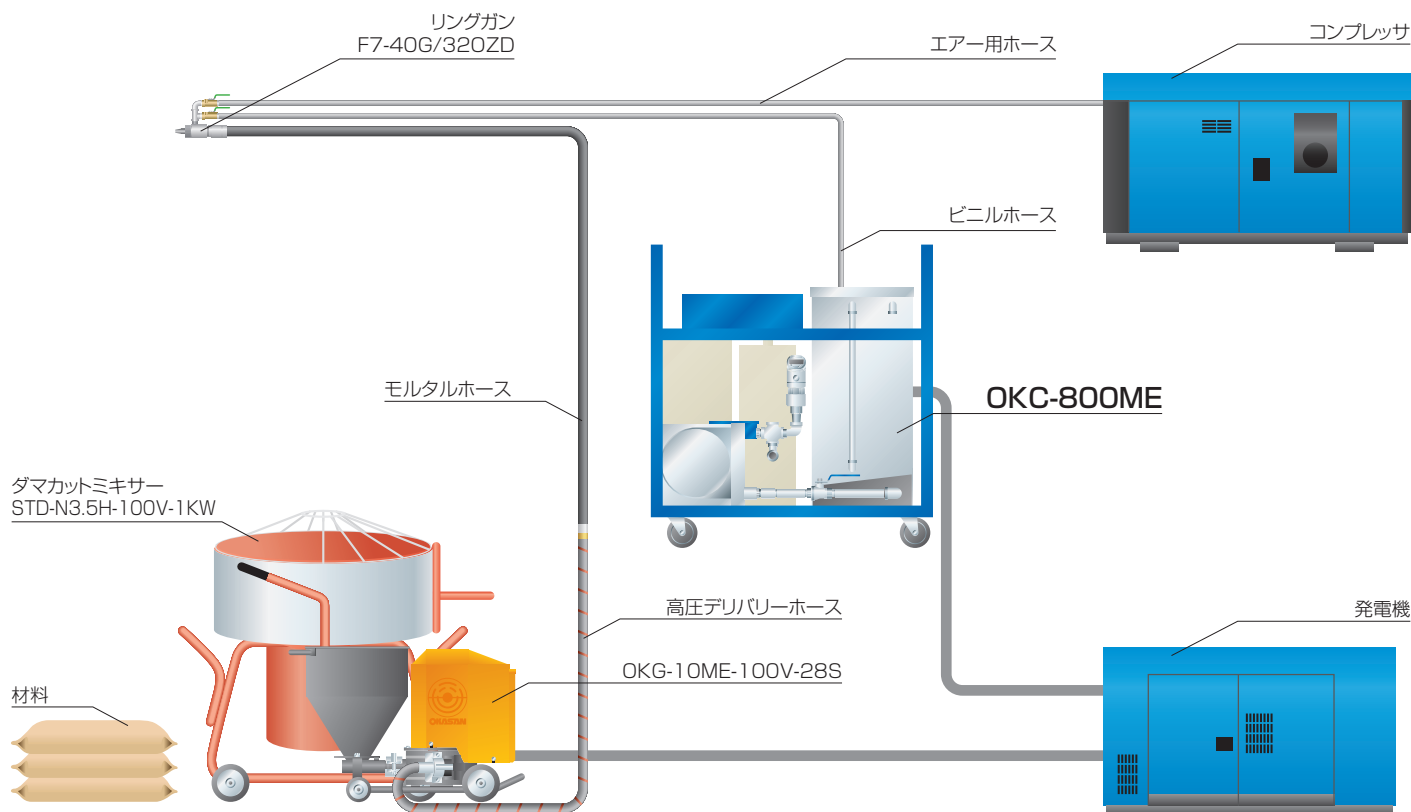 リングガン
F7-40G/320ZD
エアー用ホース
コンプレッサ
ビニルホース
OKC-800ME
モルタルホース
ダマカットミキサー
STD-N3.5H-100V-1KW
高圧デリバリーホース
発電機
OKG-10ME-100V-28S
材料
OKASAN